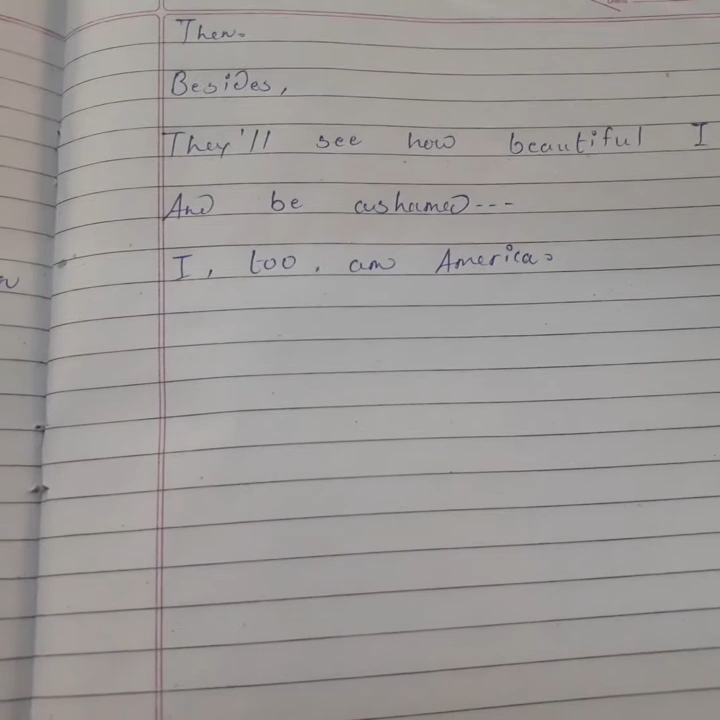 Then.
Besides,
They'll see how beautiful I
And be ashamed---
I, too, am America.